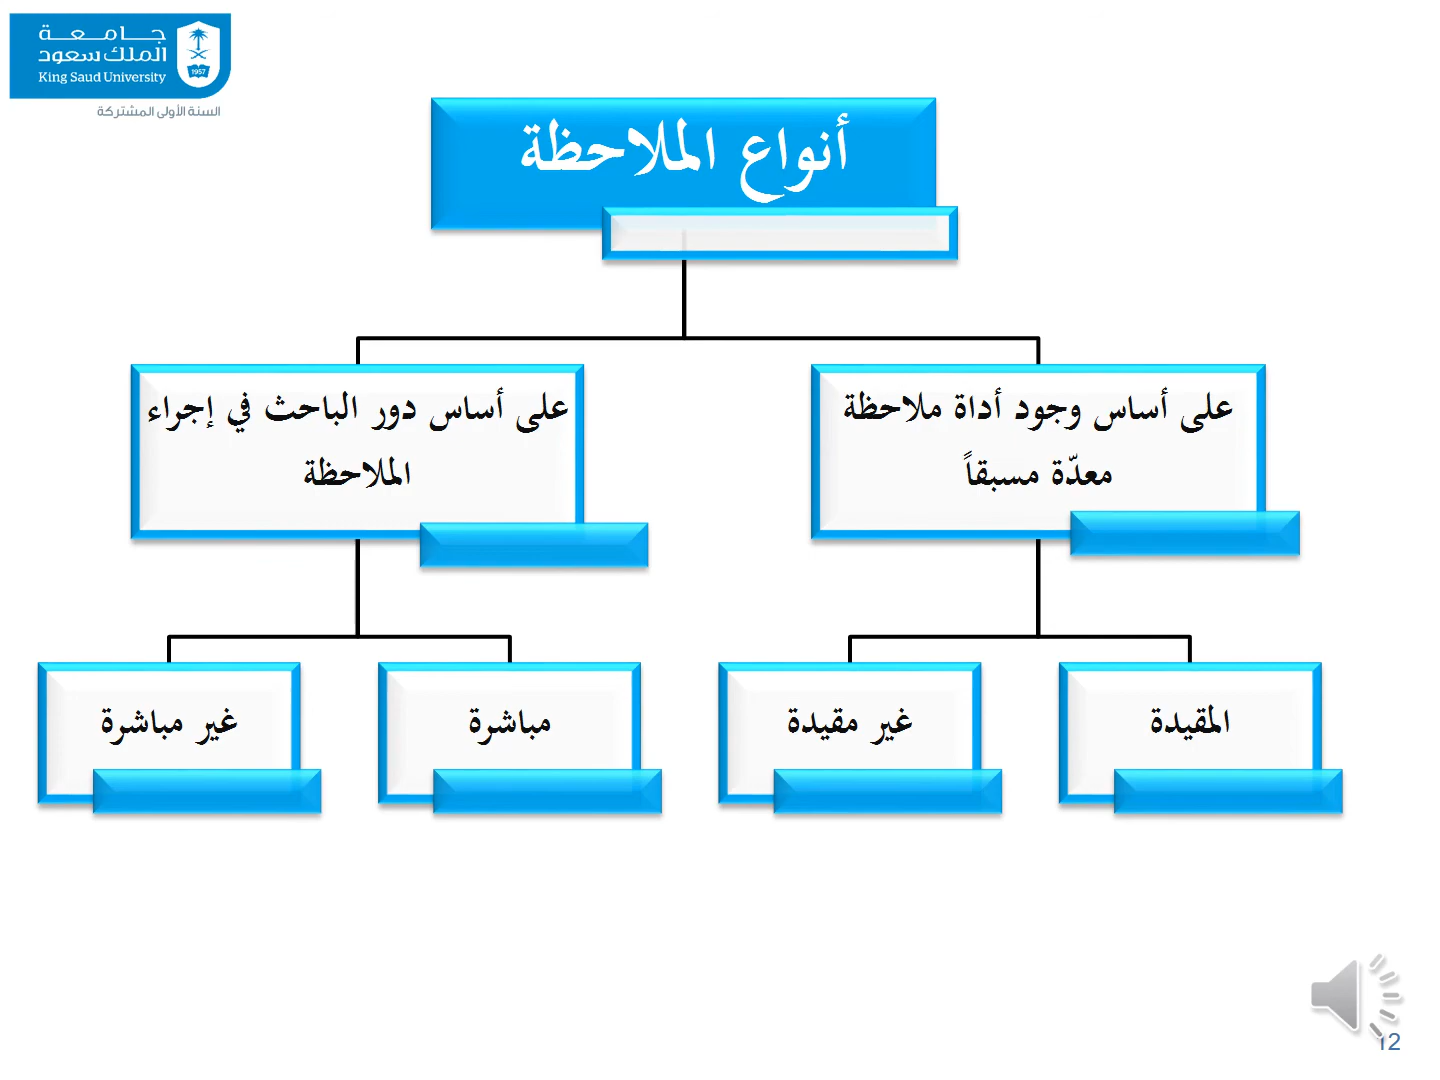 جامعة
الملك سعود
King Saud University
1957
السنة الأولى المشتركة
أنواع الملاحظة
على أساس وجود أداة ملاحظة
معدّة مسبقاً
على أساس دور الباحث في إجراء
الملاحظة
المقيدة
غير مقيدة
مباشرة
غير مباشرة
12